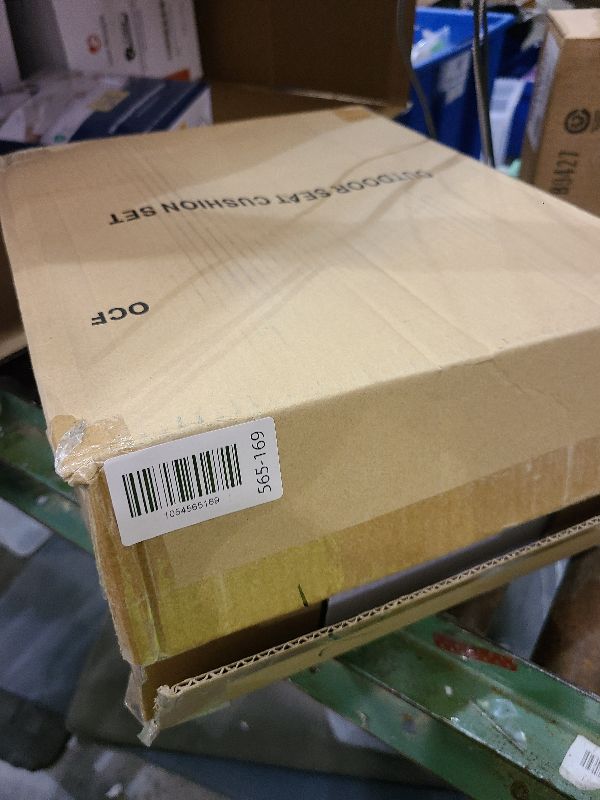 OUTDOOR SEAT CUSHION SET
OCF
1054565169
565-169